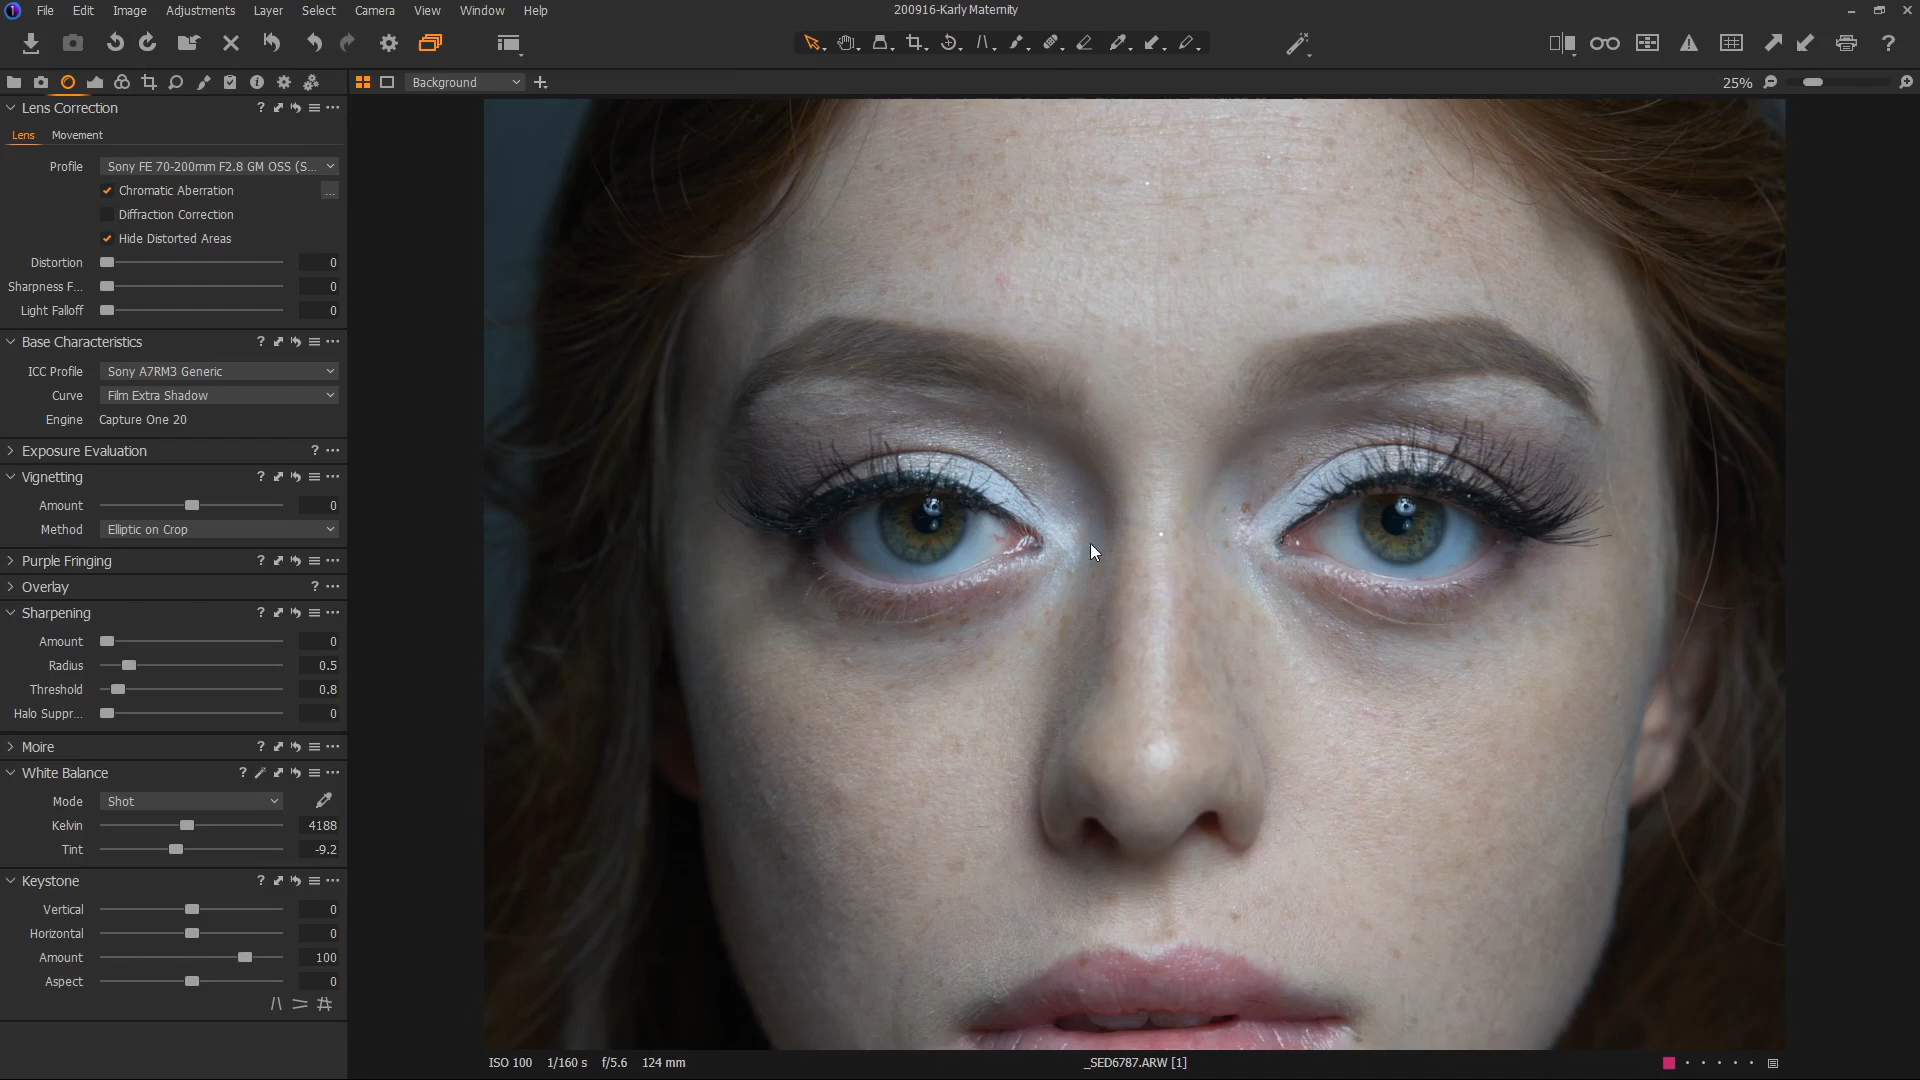 File Edit Image Adjustments Layer Select Camera View Window Help
200916-Karly Maternity
Background
25%
Lens Correction
Lens Movement
Profile Sony FE 70-200mm F2.8 GM OSS (S...
Chromatic Aberration ...
Diffraction Correction
Hide Distorted Areas
Distortion 0
Sharpness F... 0
Light Falloff 0
Base Characteristics
ICC Profile Sony A7RM3 Generic
Curve Film Extra Shadow
Engine Capture One 20
Exposure Evaluation
Vignetting
Amount 0
Method Elliptic on Crop
Purple Fringing
Overlay
Sharpening
Amount 0
Radius 0.5
Threshold 0.8
Halo Suppr... 0
Moire
White Balance
Mode Shot
Kelvin 4188
Tint -9.2
Keystone
Vertical 0
Horizontal 0
Amount 100
Aspect 0
ISO 100 1/160 s f/5.6 124 mm
_SED6787.ARW [1]